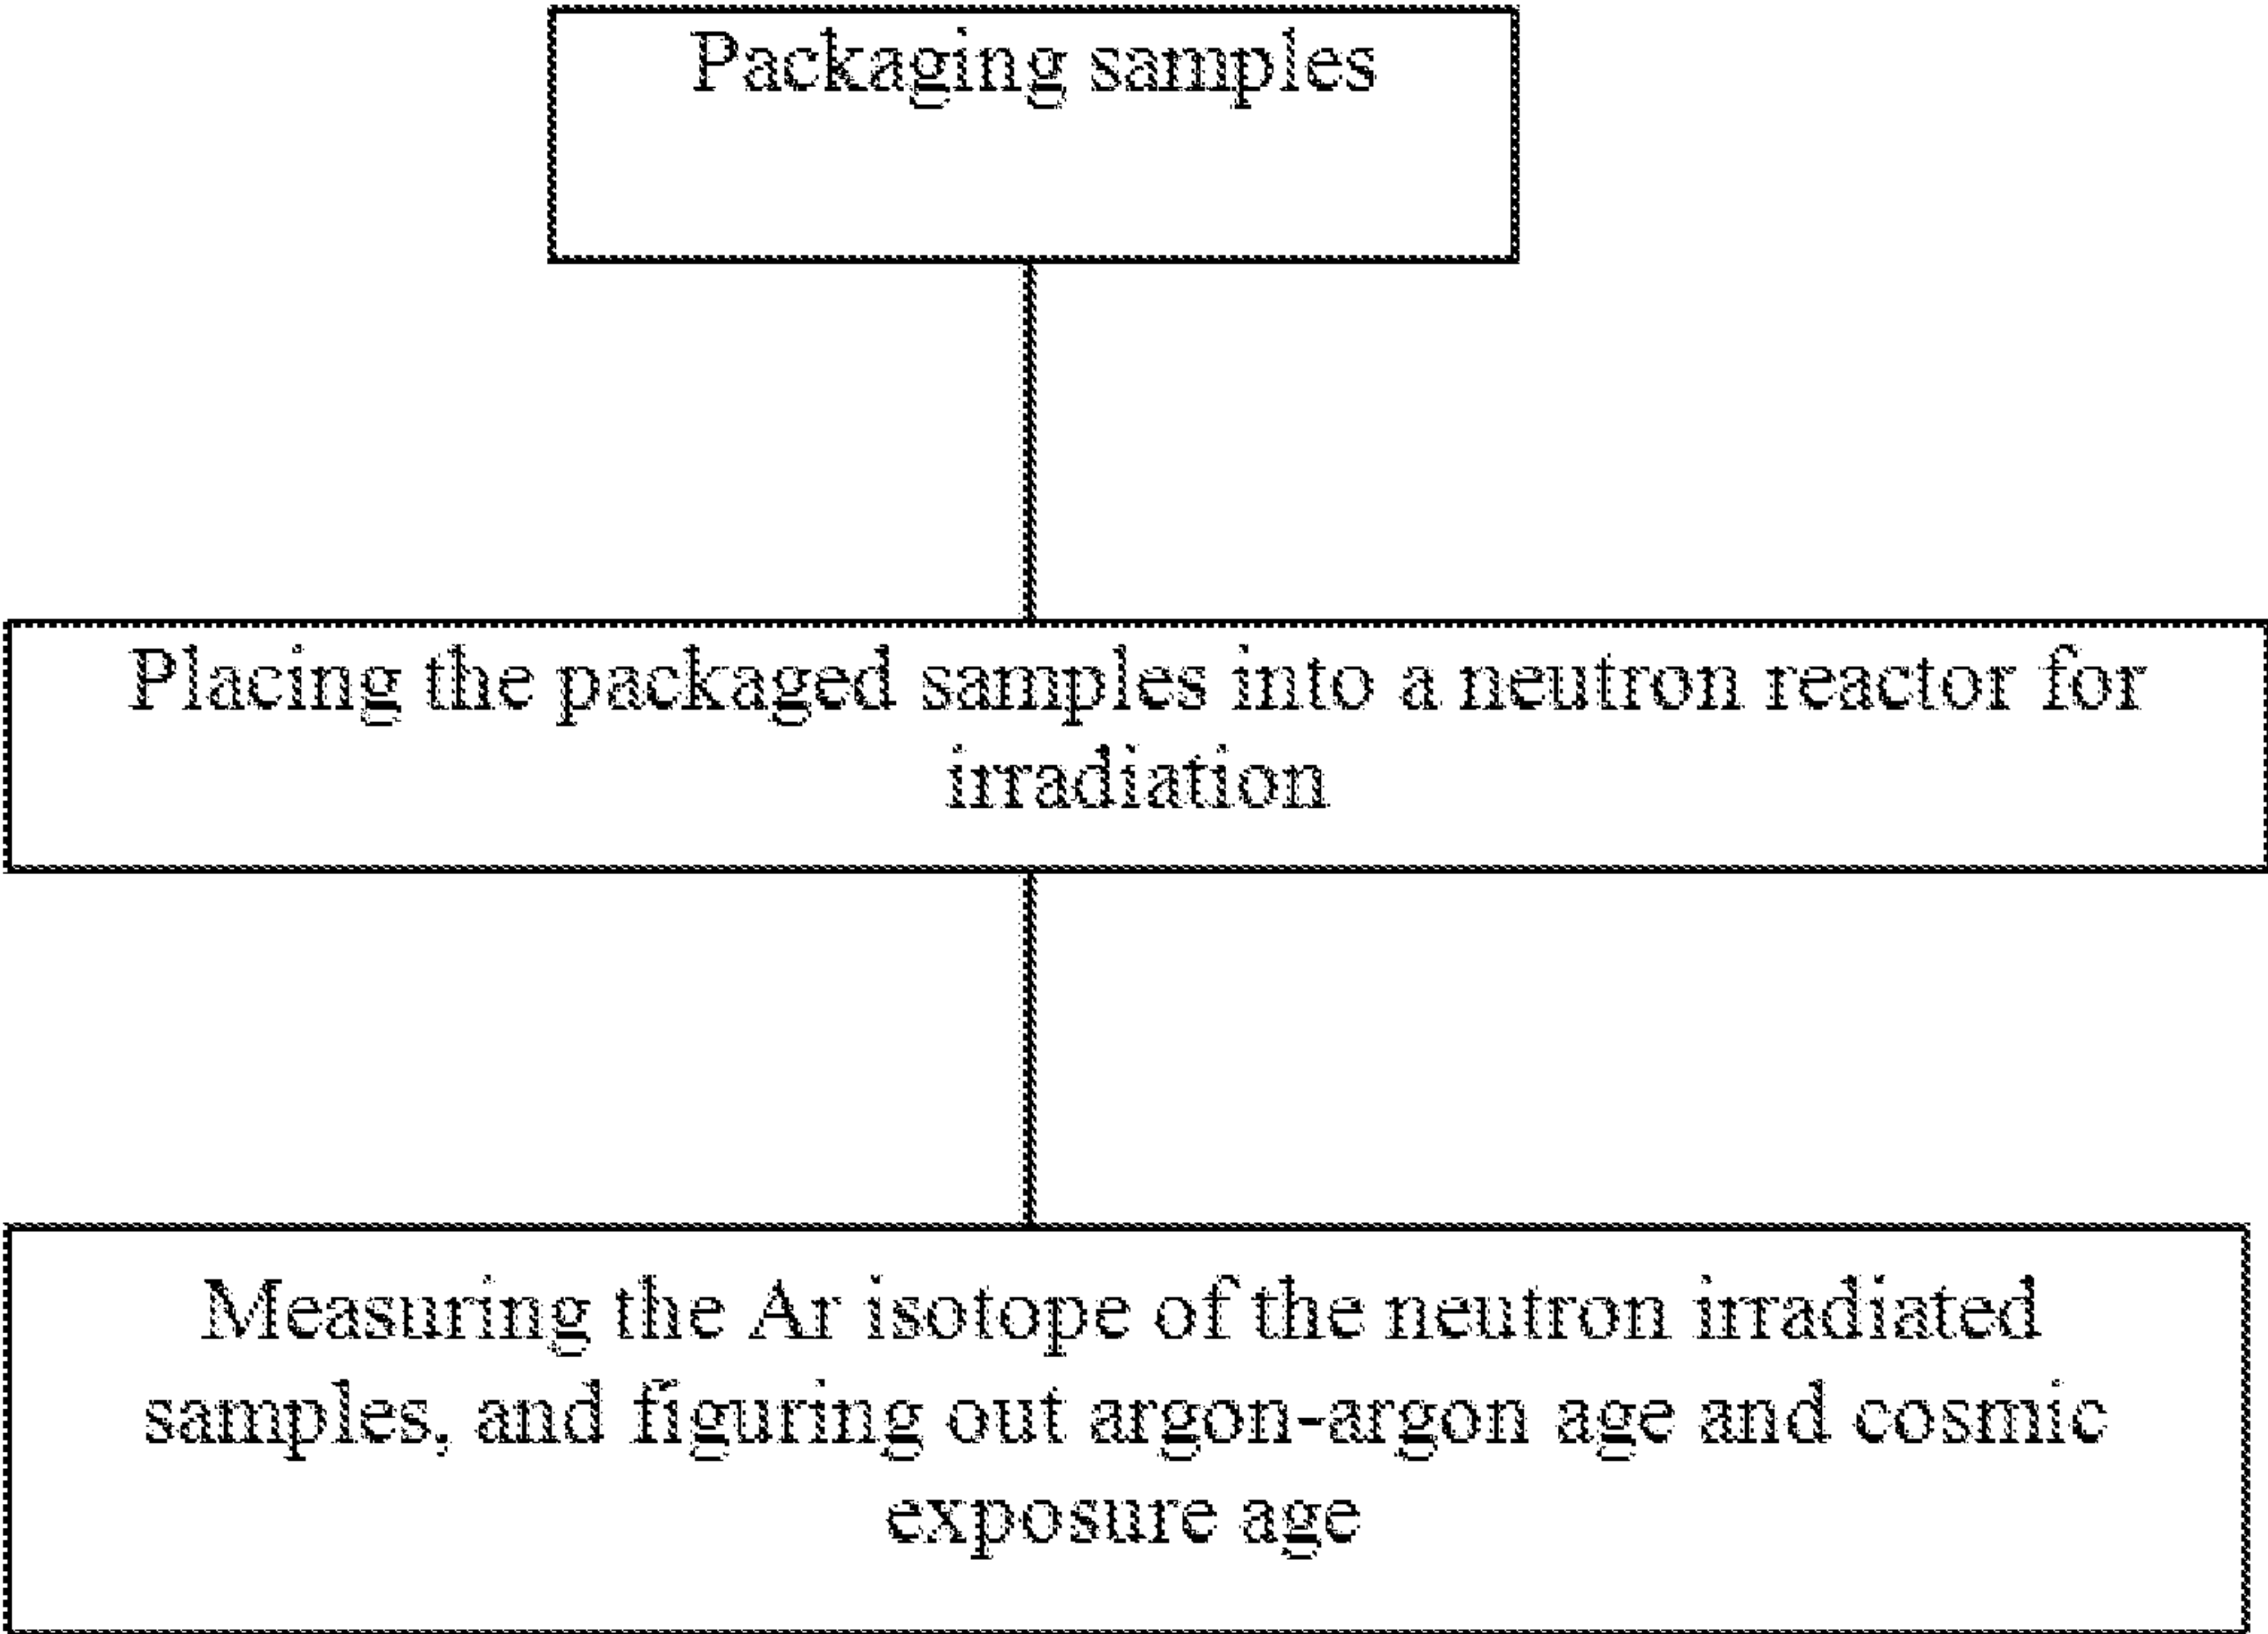 Packaging samples
Placing the packaged samples into a neutron reactor for
irradiation
Measuring the Ar isotope of the neutron irradiated
samples, and figuring out argon-argon age and cosmic
exposure age